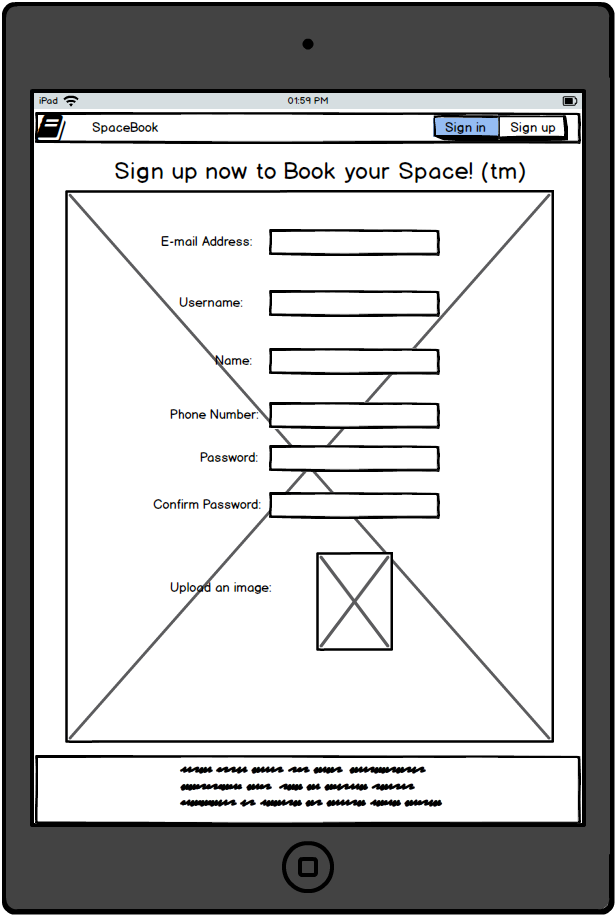 iPad 01:59 PM
SpaceBook Sign in Sign up
Sign up now to Book your Space! (tm)
E-mail Address:
Username:
Name:
Phone Number:
Password:
Confirm Password:
Upload an image: